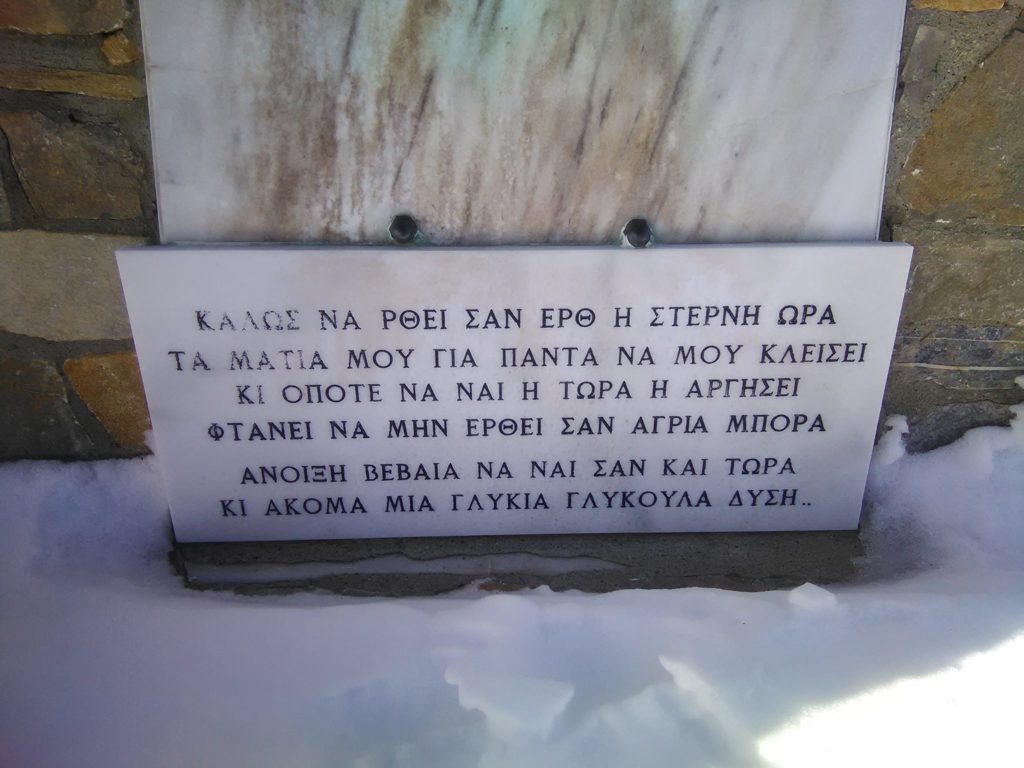 ΚΑΛΩΣ ΝΑ ΡΘΕΙ ΣΑΝ ΕΡΘ Η ΣΤΕΡΝΗ ΩΡΑ
ΤΑ ΜΑΤΙΑ ΜΟΥ ΓΙΑ ΠΑΝΤΑ ΝΑ ΜΟΥ ΚΛΕΙΣΕΙ
ΚΙ ΟΠΟΤΕ ΝΑ ΝΑΙ Η ΤΩΡΑ Η ΑΡΓΗΣΕΙ
ΦΤΑΝΕΙ ΝΑ ΜΗΝ ΕΡΘΕΙ ΣΑΝ ΑΓΡΙΑ ΜΠΟΡΑ
ΑΝΟΙΞΗ ΒΕΒΑΙΑ ΝΑ ΝΑΙ ΣΑΝ ΚΑΙ ΤΩΡΑ
ΚΙ ΑΚΟΜΑ ΜΙΑ ΓΛΥΚΙΑ ΓΛΥΚΟΥΛΑ ΔΥΣΗ..